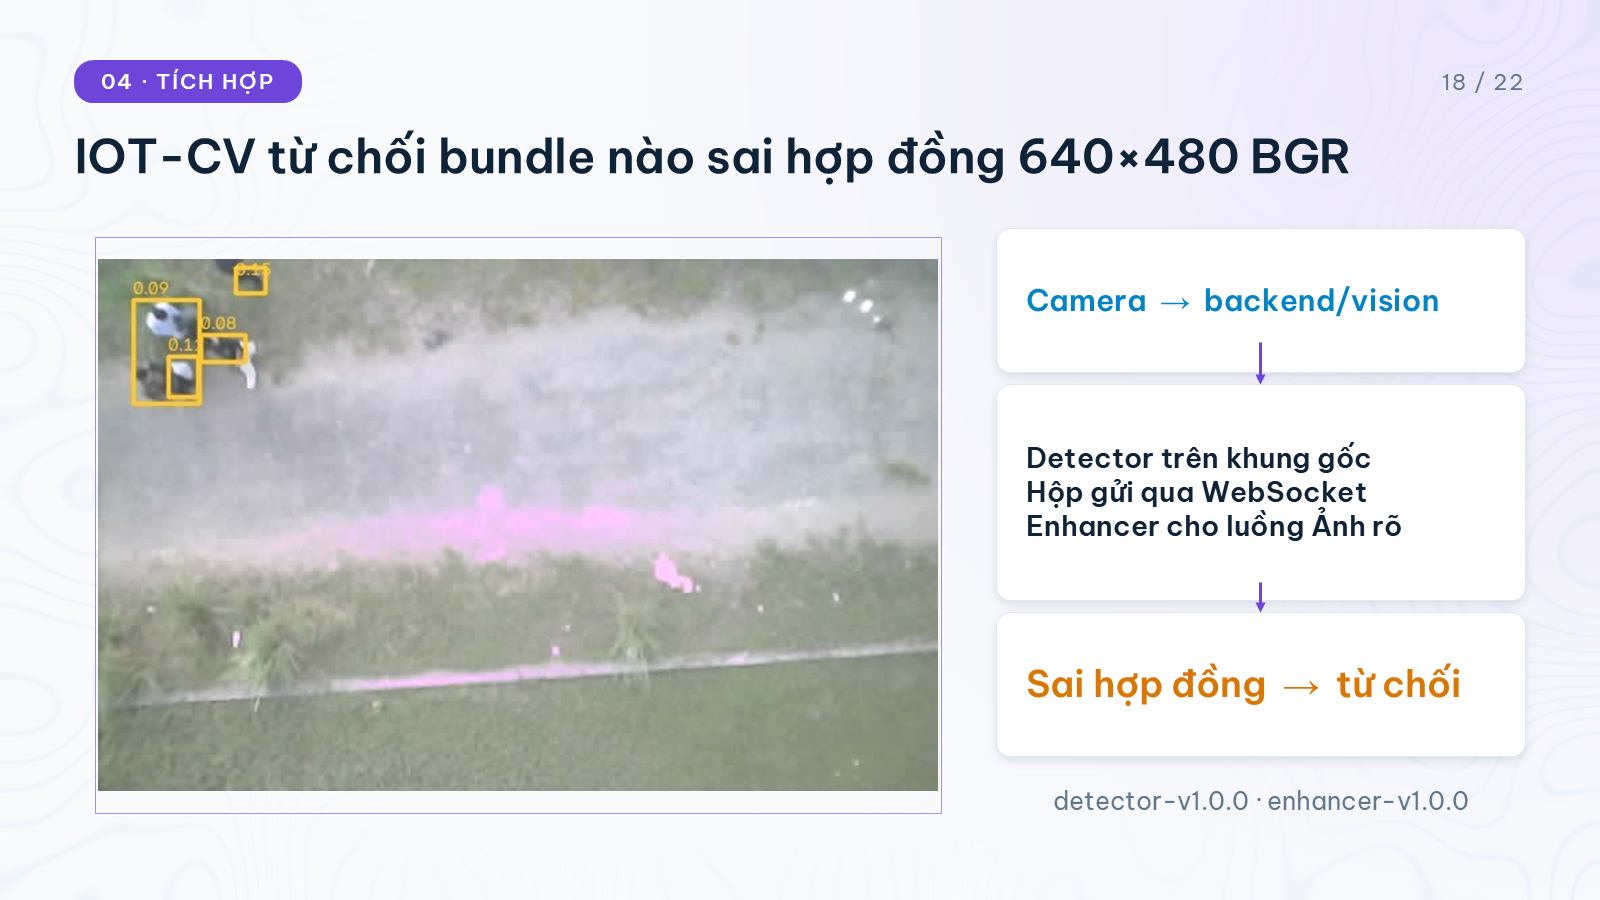 04 · TÍCH HỢP
18 / 22
IOT-CV từ chối bundle nào sai hợp đồng 640×480 BGR
0.15
0.09
0.08
Camera → backend/vision
Detector trên khung gốc
Hộp gửi qua WebSocket
Enhancer cho luồng Ảnh rõ
Sai hợp đồng → từ chối
detector-v1.0.0 · enhancer-v1.0.0